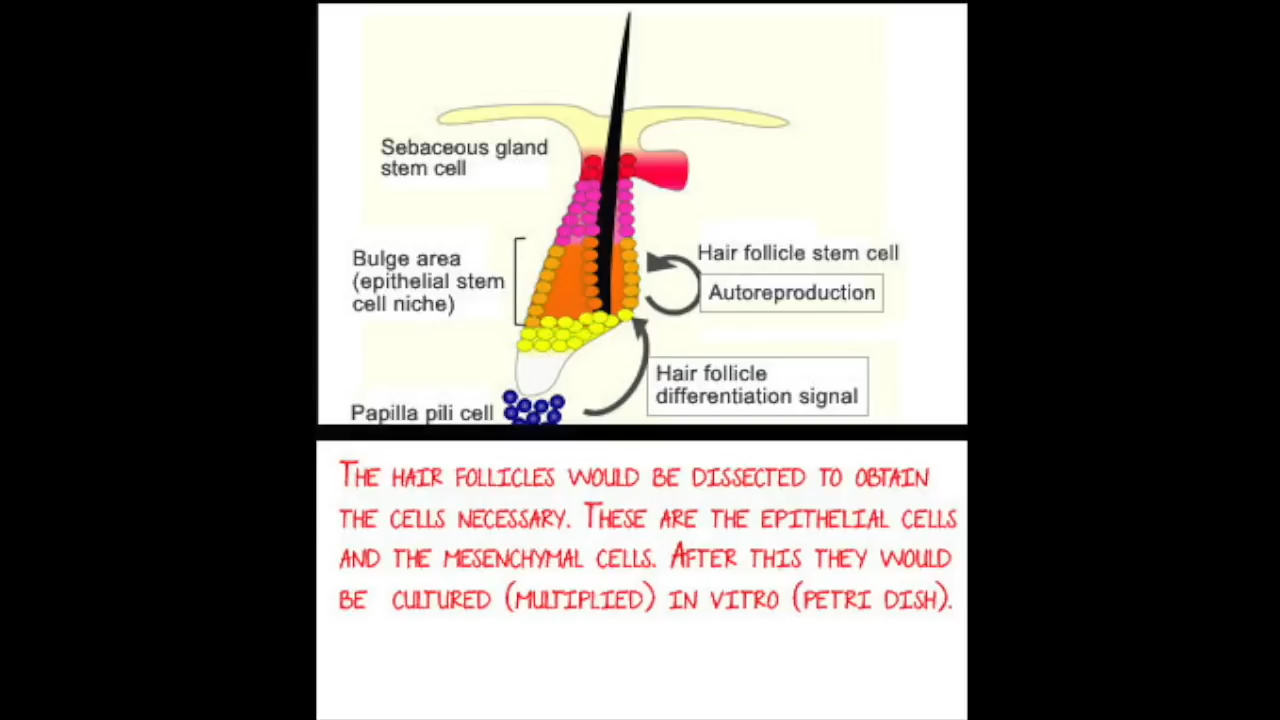 Sebaceous gland
stem cell
Bulge area
(epithelial stem
cell niche)
Hair follicle stem cell
Autoreproduction
Hair follicle
differentiation signal
Papilla pili cell
The hair follicles would be dissected to obtain
the cells necessary. These are the epithelial cells
and the mesenchymal cells. After this they would
be cultured (multiplied) in vitro (petri dish).